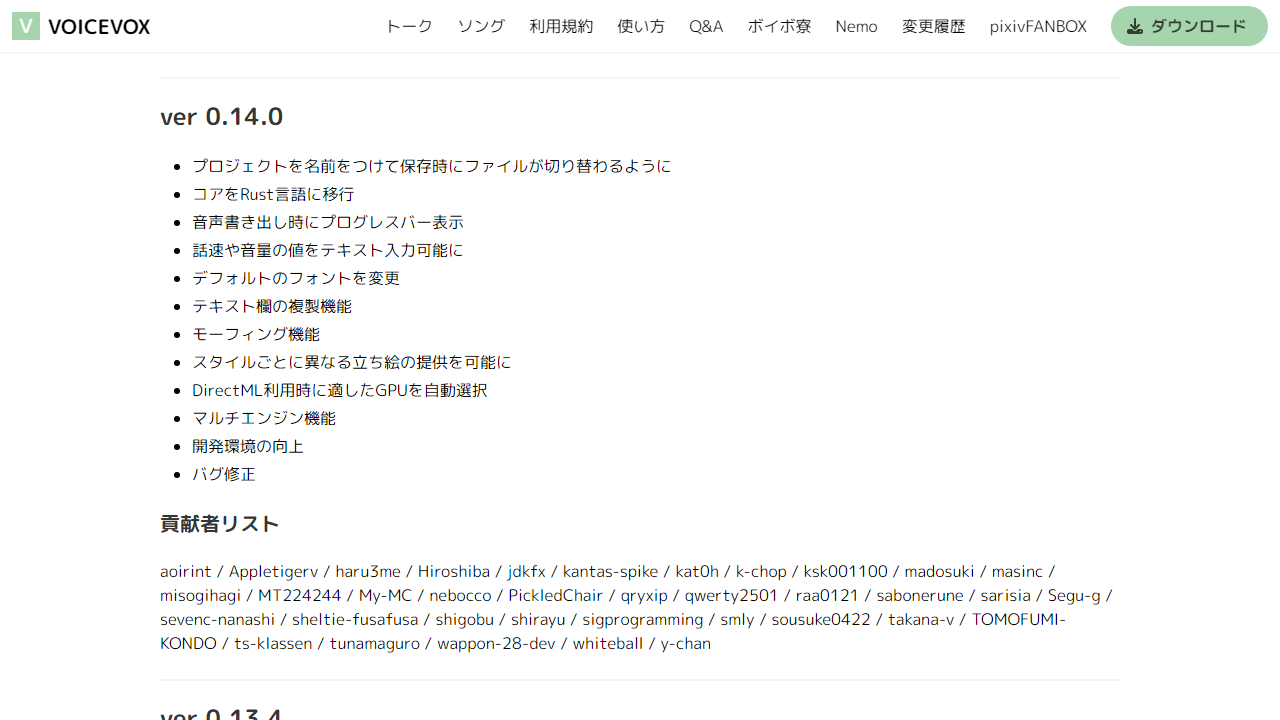 V VOICEVOX トーク ソング 利用規約 使い方 Q&A ボイボ寮 Nemo 変更履歴 pixivFANBOX ダウンロード
ver 0.14.0
プロジェクトを名前をつけて保存時にファイルが切り替わるように
コアをRust言語に移行
音声書き出し時にプログレスバー表示
話速や音量の値をテキスト入力可能に
デフォルトのフォントを変更
テキスト欄の複製機能
モーフィング機能
スタイルごとに異なる立ち絵の提供を可能に
DirectML利用時に適したGPUを自動選択
マルチエンジン機能
開発環境の向上
バグ修正
貢献者リスト
aoirint / Appletigerv / haru3me / Hiroshiba / jdkfx / kantas-spike / kat0h / k-chop / ksk001100 / madosuki / masinc /
misogihagi / MT224244 / My-MC / nebocco / PickledChair / qryxip / qwerty2501 / raa0121 / sabonerune / sarisia / Segu-g /
sevenc-nanashi / sheltie-fusafusa / shigobu / shirayu / sigprogramming / smly / sousuke0422 / takana-v / TOMOFUMI-
KONDO / ts-klassen / tunamaguro / wappon-28-dev / whiteball / y-chan
ver 0.13.4